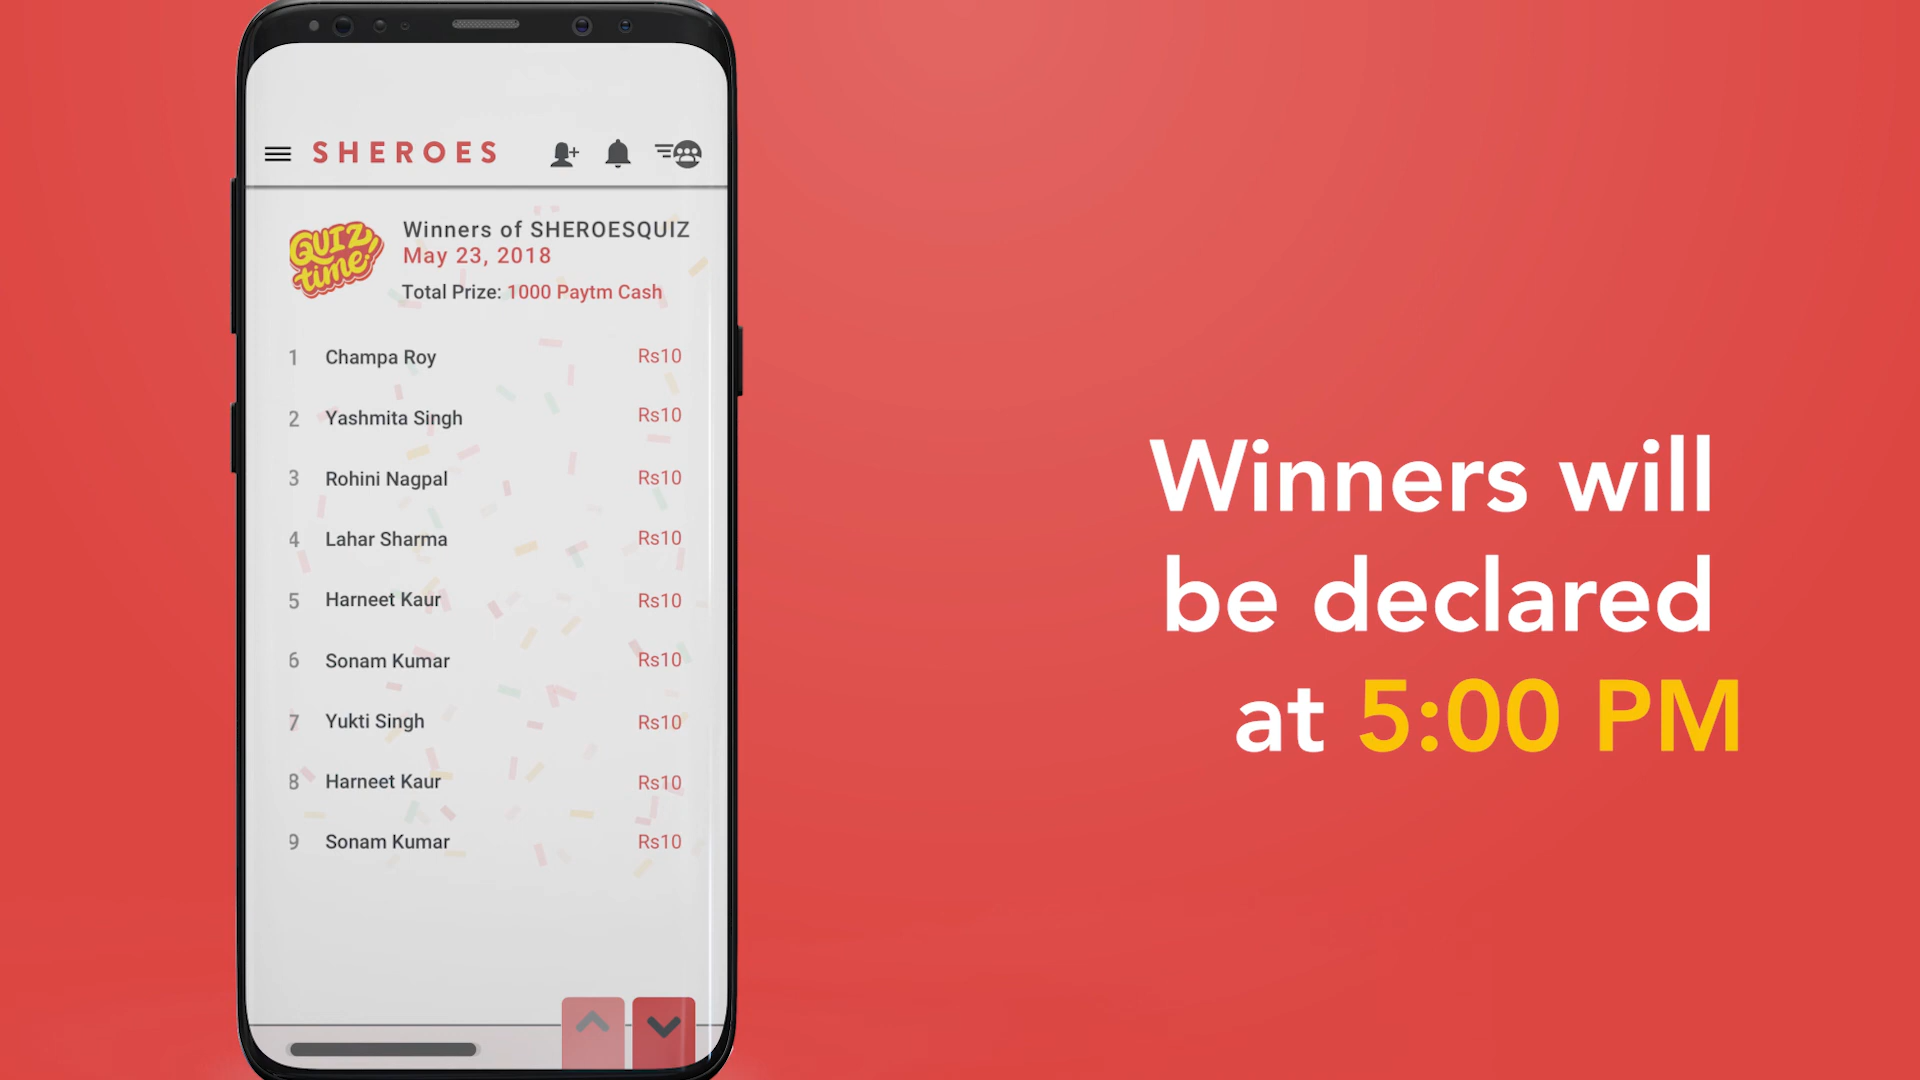 SHEROES
QUIZ
time!
Winners of SHEROESQUIZ
May 23, 2018
Total Prize: 1000 Paytm Cash
1 Champa Roy Rs10
2 Yashmita Singh Rs10
3 Rohini Nagpal Rs10
4 Lahar Sharma Rs10
5 Harneet Kaur Rs10
6 Sonam Kumar Rs10
7 Yukti Singh Rs10
8 Harneet Kaur Rs10
9 Sonam Kumar Rs10
Winners will
be declared
at 5:00 PM